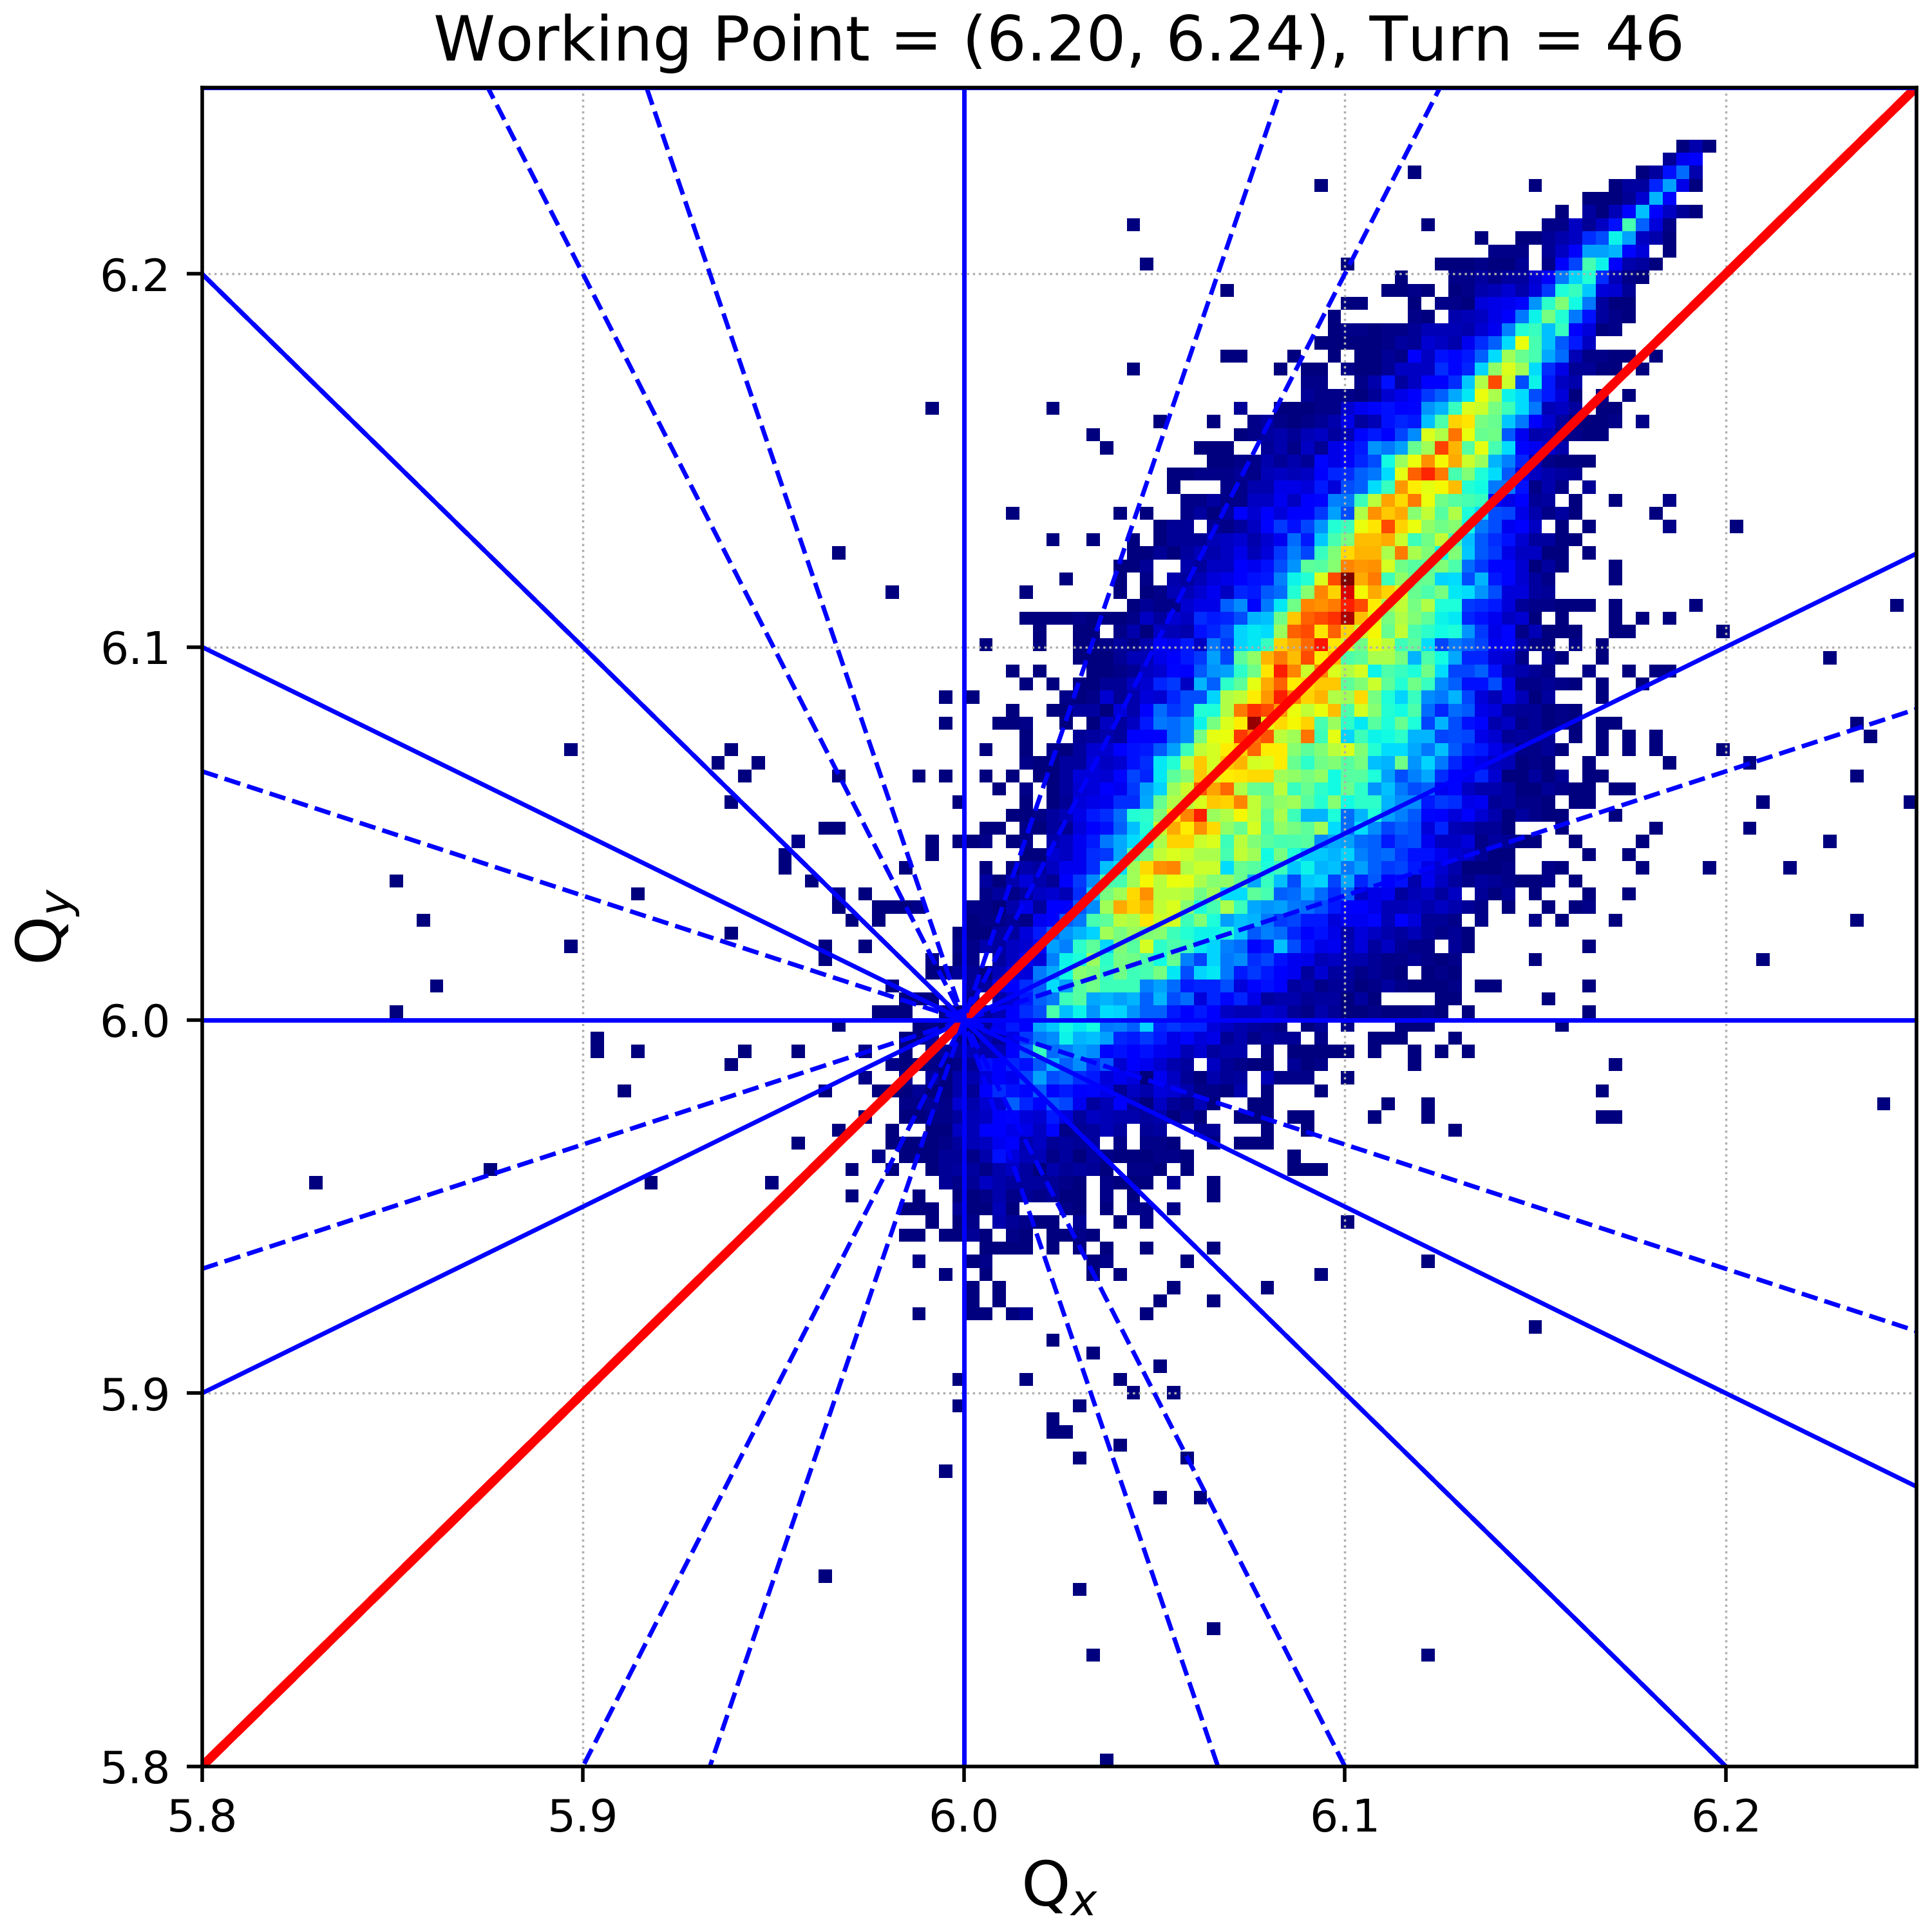 Working Point = (6.20, 6.24), Turn = 46
6.2
6.1
6.0
5.9
5.8
Qy
5.8 5.9 6.0 6.1 6.2
Qx